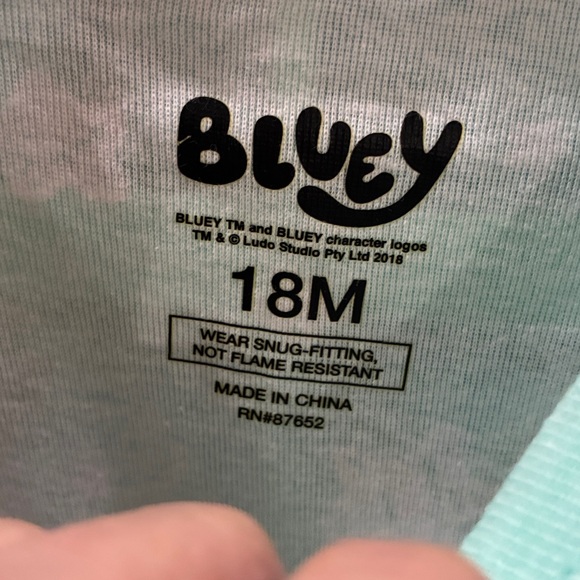 BLUEY
BLUEY TM and BLUEY character logos
TM & © Ludo Studio Pty Ltd 2018
18M
WEAR SNUG-FITTING,
NOT FLAME RESISTANT
MADE IN CHINA
RN#87652